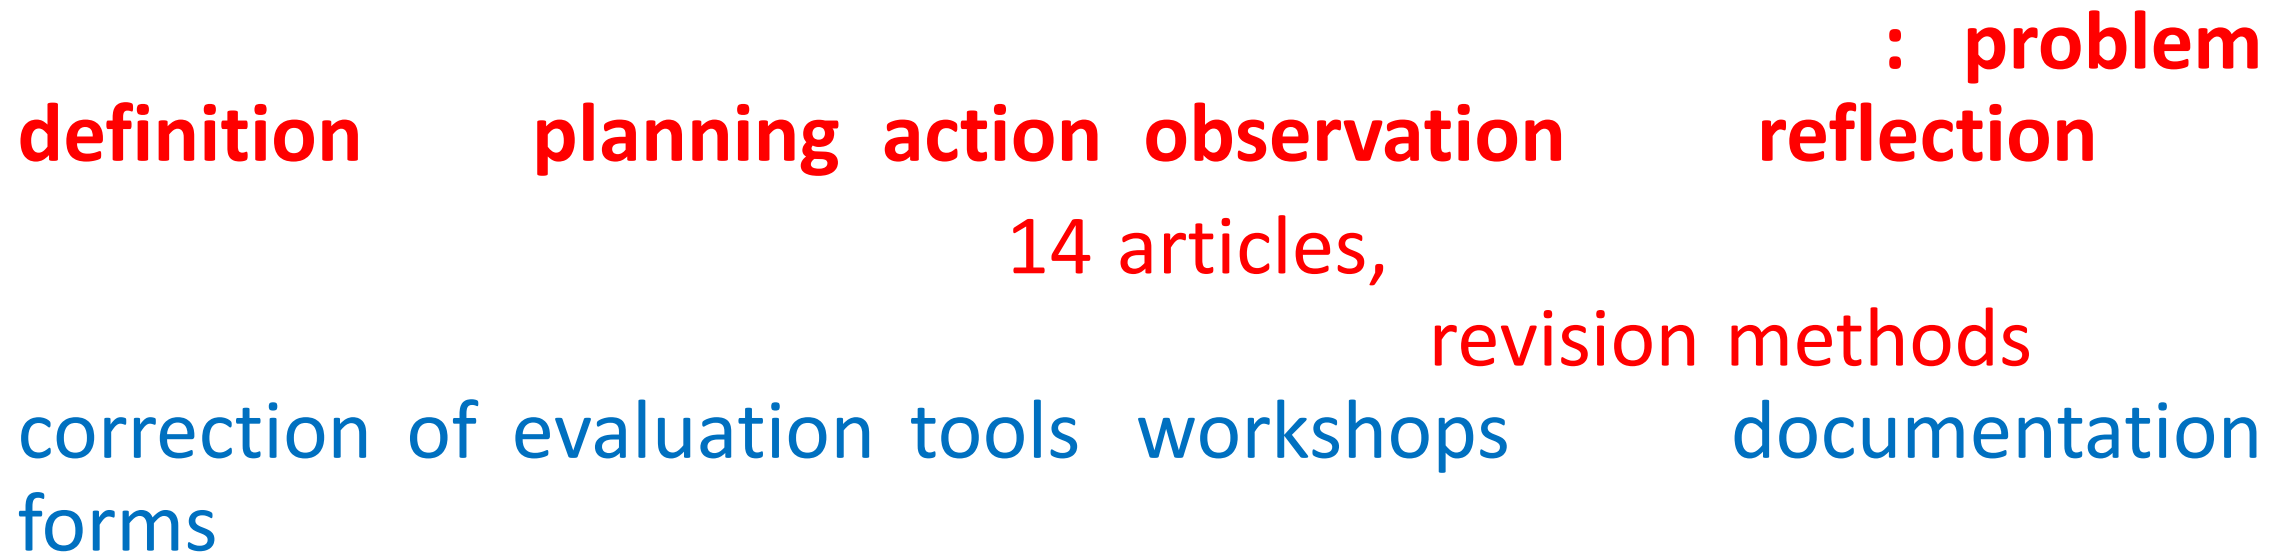 : problem
definition planning action observation reflection
14 articles,
revision methods
correction of evaluation tools workshops documentation
forms